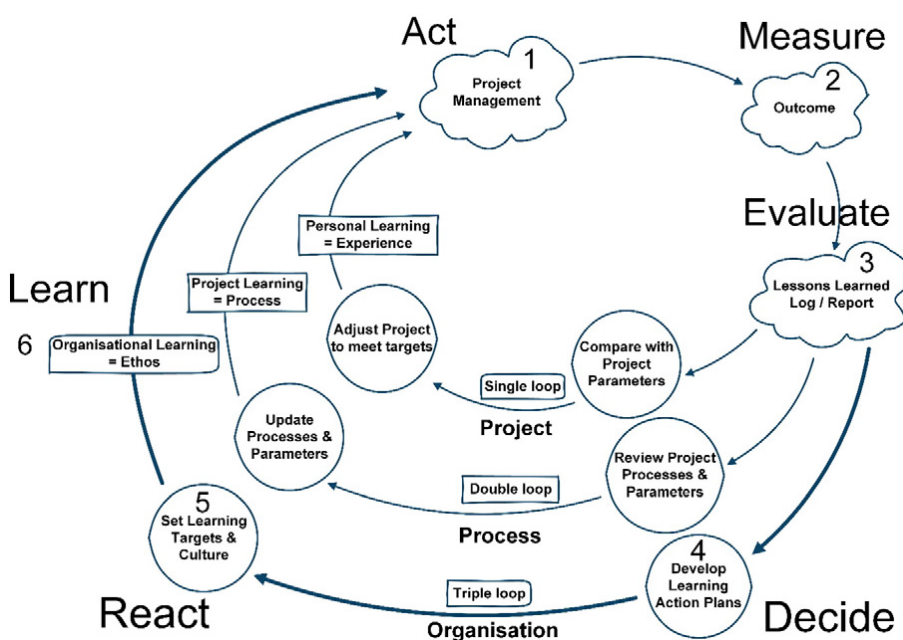 Act
1
Project
Management
Measure
2
Outcome
Evaluate
3
Lessons Learned
Log / Report
Personal Learning
= Experience
Project Learning
= Process
Learn
6
Organisational Learning
= Ethos
Adjust Project
to meet targets
Compare with
Project
Parameters
Single loop
Project
Update
Processes &
Parameters
Review Project
Processes &
Parameters
Double loop
Process
5
Set Learning
Targets &
Culture
React
4
Develop
Learning
Action Plans
Decide
Triple loop
Organisation